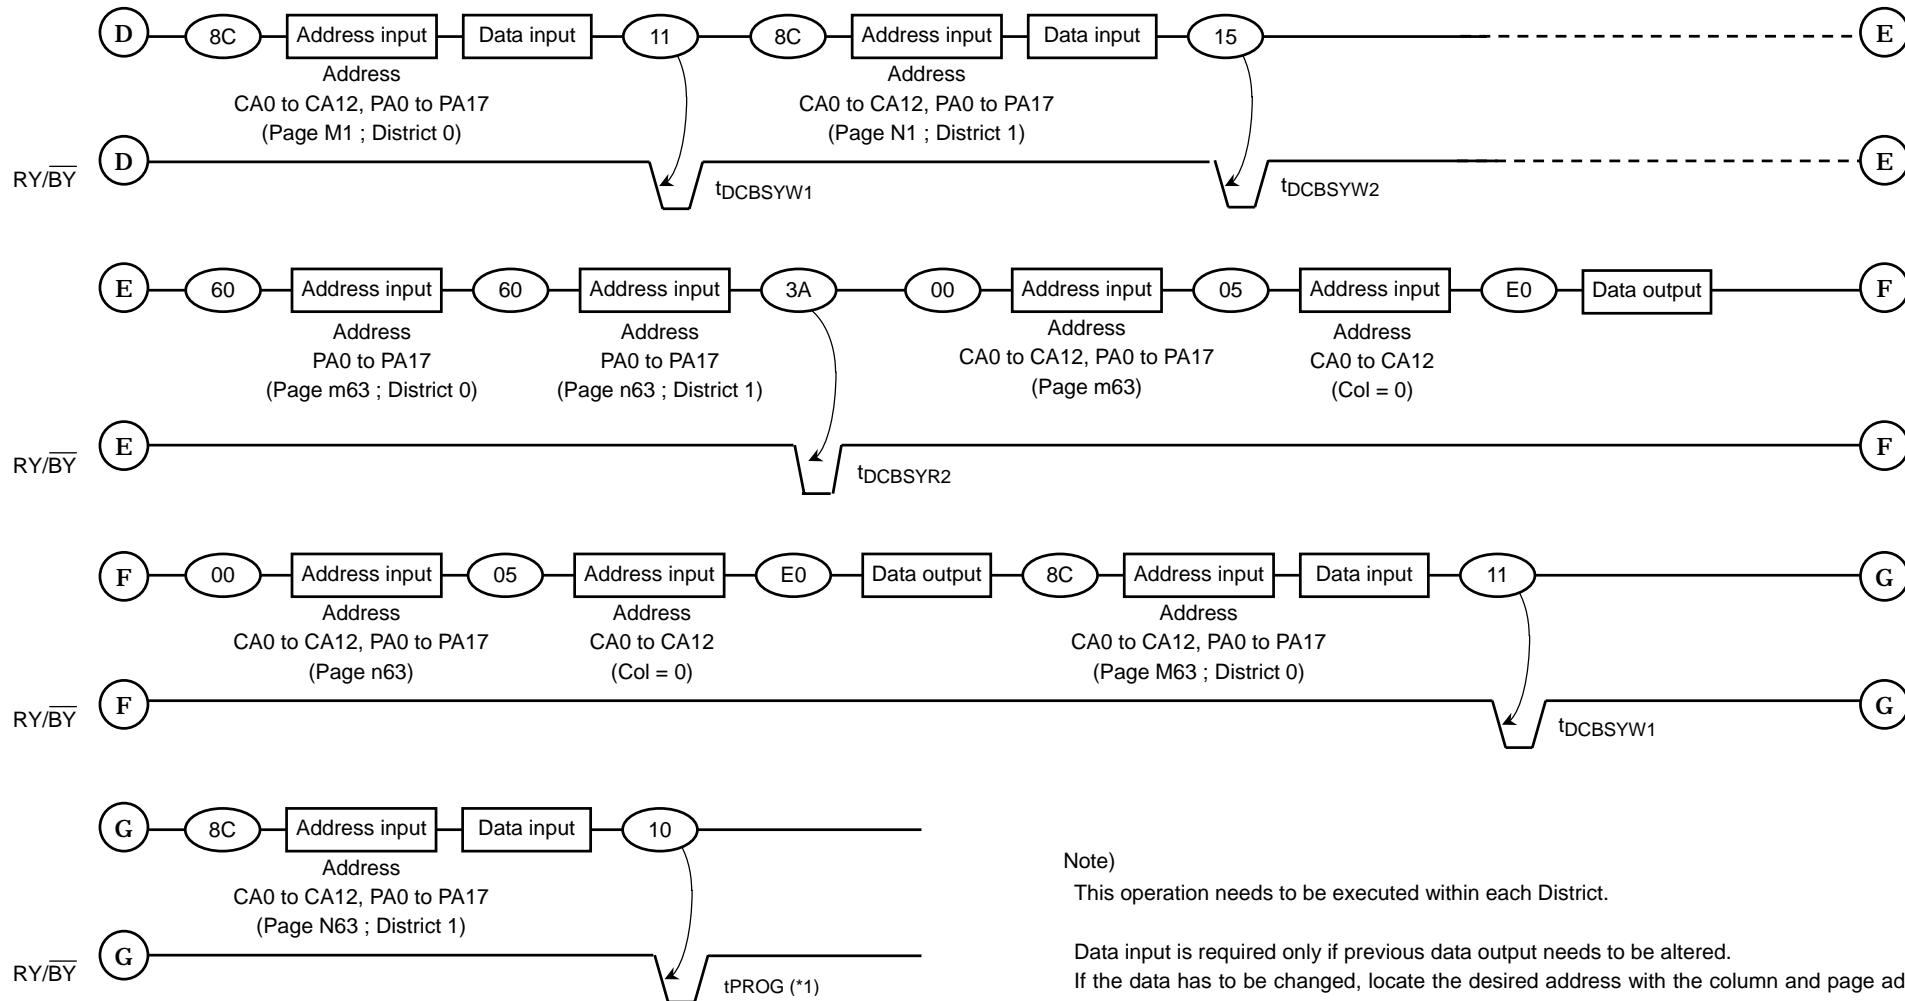 D 8C Address input Data input 11 8C Address input Data input 15 E
Address Address
CA0 to CA12, PA0 to PA17 CA0 to CA12, PA0 to PA17
(Page M1 ; District 0) (Page N1 ; District 1)
RY/BY D tDCBSYW1 tDCBSYW2 E
E 60 Address input 60 Address input 3A 00 Address input 05 Address input E0 Data output F
Address Address Address Address
PA0 to PA17 PA0 to PA17 CA0 to CA12, PA0 to PA17 CA0 to CA12
(Page m63 ; District 0) (Page n63 ; District 1) (Page m63) (Col = 0)
RY/BY E tDCBSYR2 F
F 00 Address input 05 Address input E0 Data output 8C Address input Data input 11 G
Address Address Address
CA0 to CA12, PA0 to PA17 CA0 to CA12 CA0 to CA12, PA0 to PA17
(Page n63) (Col = 0) (Page M63 ; District 0)
RY/BY F tDCBSYW1 G
G 8C Address input Data input 10
Address
CA0 to CA12, PA0 to PA17
(Page N63 ; District 1)
RY/BY G tPROG (*1)
Note)
This operation needs to be executed within each District.
Data input is required only if previous data output needs to be altered.
If the data has to be changed, locate the desired address with the column and page ad